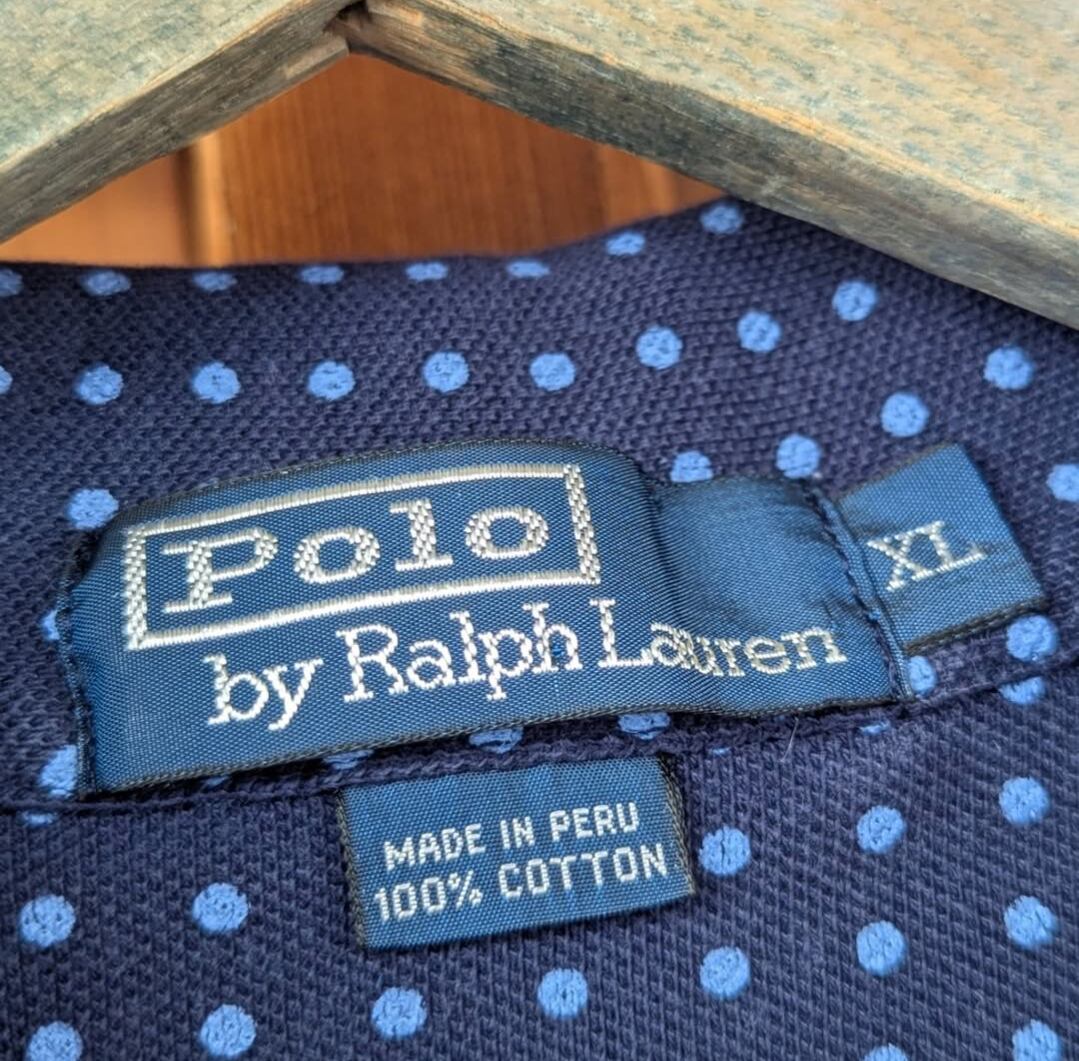 Polo
by Ralph Lauren
XL
MADE IN PERU
100% COTTON